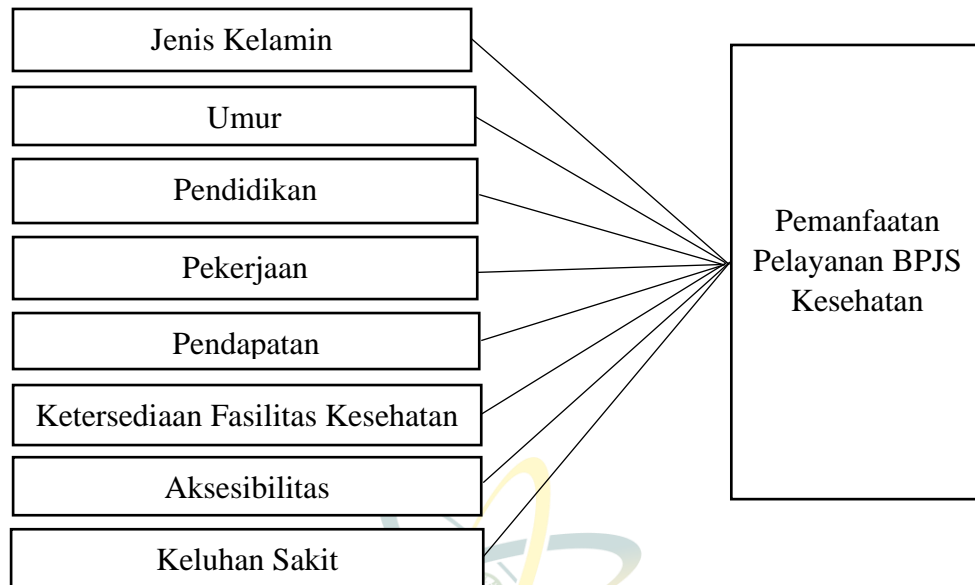 Jenis Kelamin
Umur
Pendidikan
Pekerjaan
Pendapatan
Ketersediaan Fasilitas Kesehatan
Aksesibilitas
Keluhan Sakit
Pemanfaatan
Pelayanan BPJS
Kesehatan